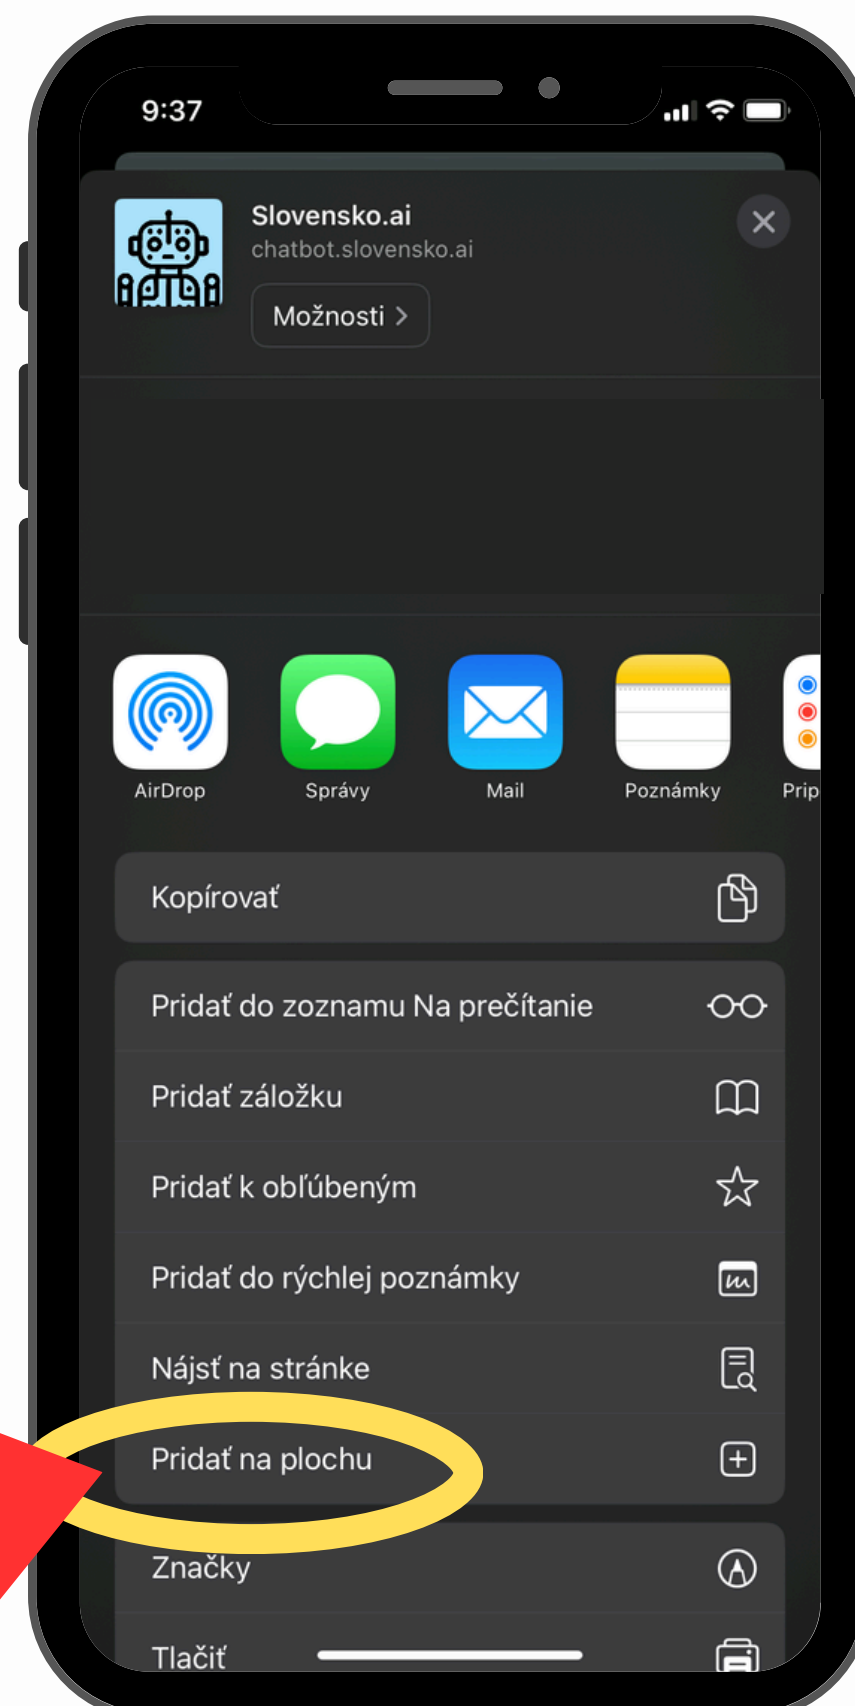 9:37
Slovensko.ai
chatbot.slovensko.ai
Možnosti
AirDrop
Správy
Mail
Poznámky
Prip
Kopírovať
Pridať do zoznamu Na prečítanie
Pridať záložku
Pridať k obľúbeným
Pridať do rýchlej poznámky
Nájsť na stránke
Pridať na plochu
Značky
Tlačiť